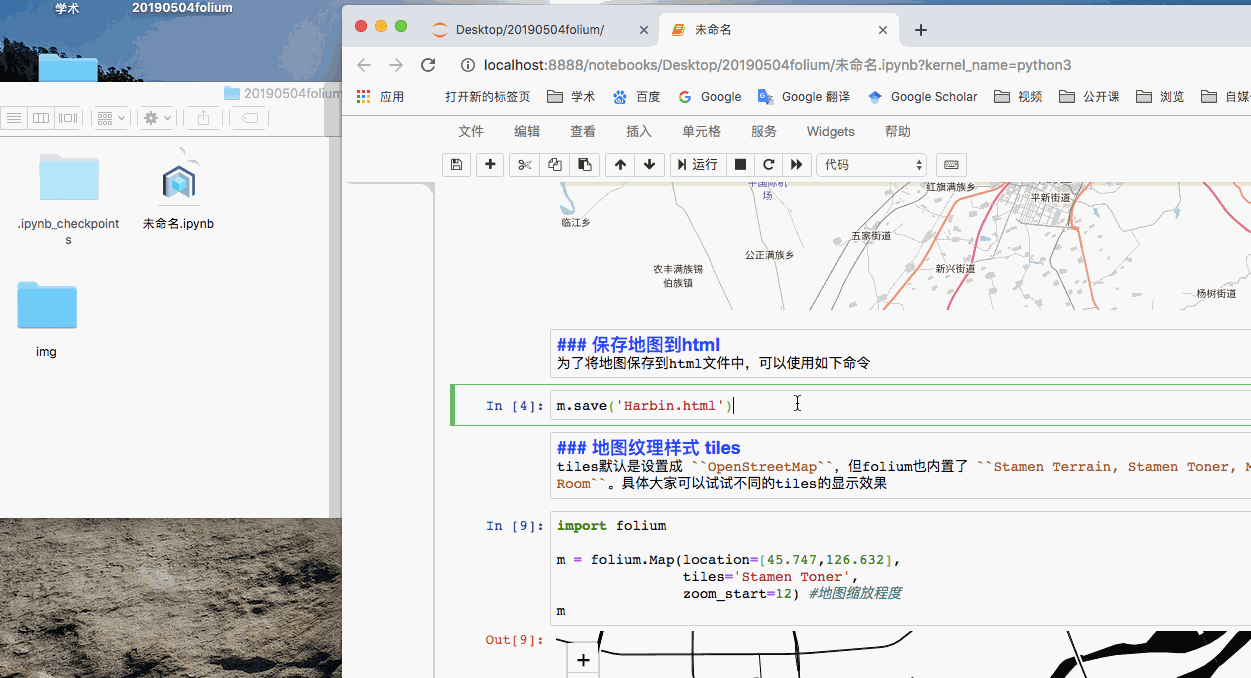 学术
20190504folium
20190504folium
.ipynb_checkpoint
s
未命名.ipynb
img
Desktop/20190504folium/
未命名
localhost:8888/notebooks/Desktop/20190504folium/未命名.ipynb?kernel_name=python3
应用 打开新的标签页 学术 百度 Google Google 翻译 Google Scholar 视频 公开课 浏览 自媒
文件 编辑 查看 插入 单元格 服务 Widgets 帮助
运行 代码
红旗满族乡
场
平新街道
临江乡
五家街道
公正满族乡
农丰满族锡
伯族镇
新兴街道
杨树街道
### 保存地图到html
为了将地图保存到html文件中，可以使用如下命令
In [4]: m.save('Harbin.html')
### 地图纹理样式 tiles
tiles默认是设置成 ``OpenStreetMap``，但folium也内置了 ``Stamen Terrain, Stamen Toner, M
Room``。具体大家可以试试不同的tiles的显示效果
In [9]: import folium
m = folium.Map(location=[45.747,126.632],
tiles='Stamen Toner',
zoom_start=12) #地图缩放程度
m
Out[9]:
+